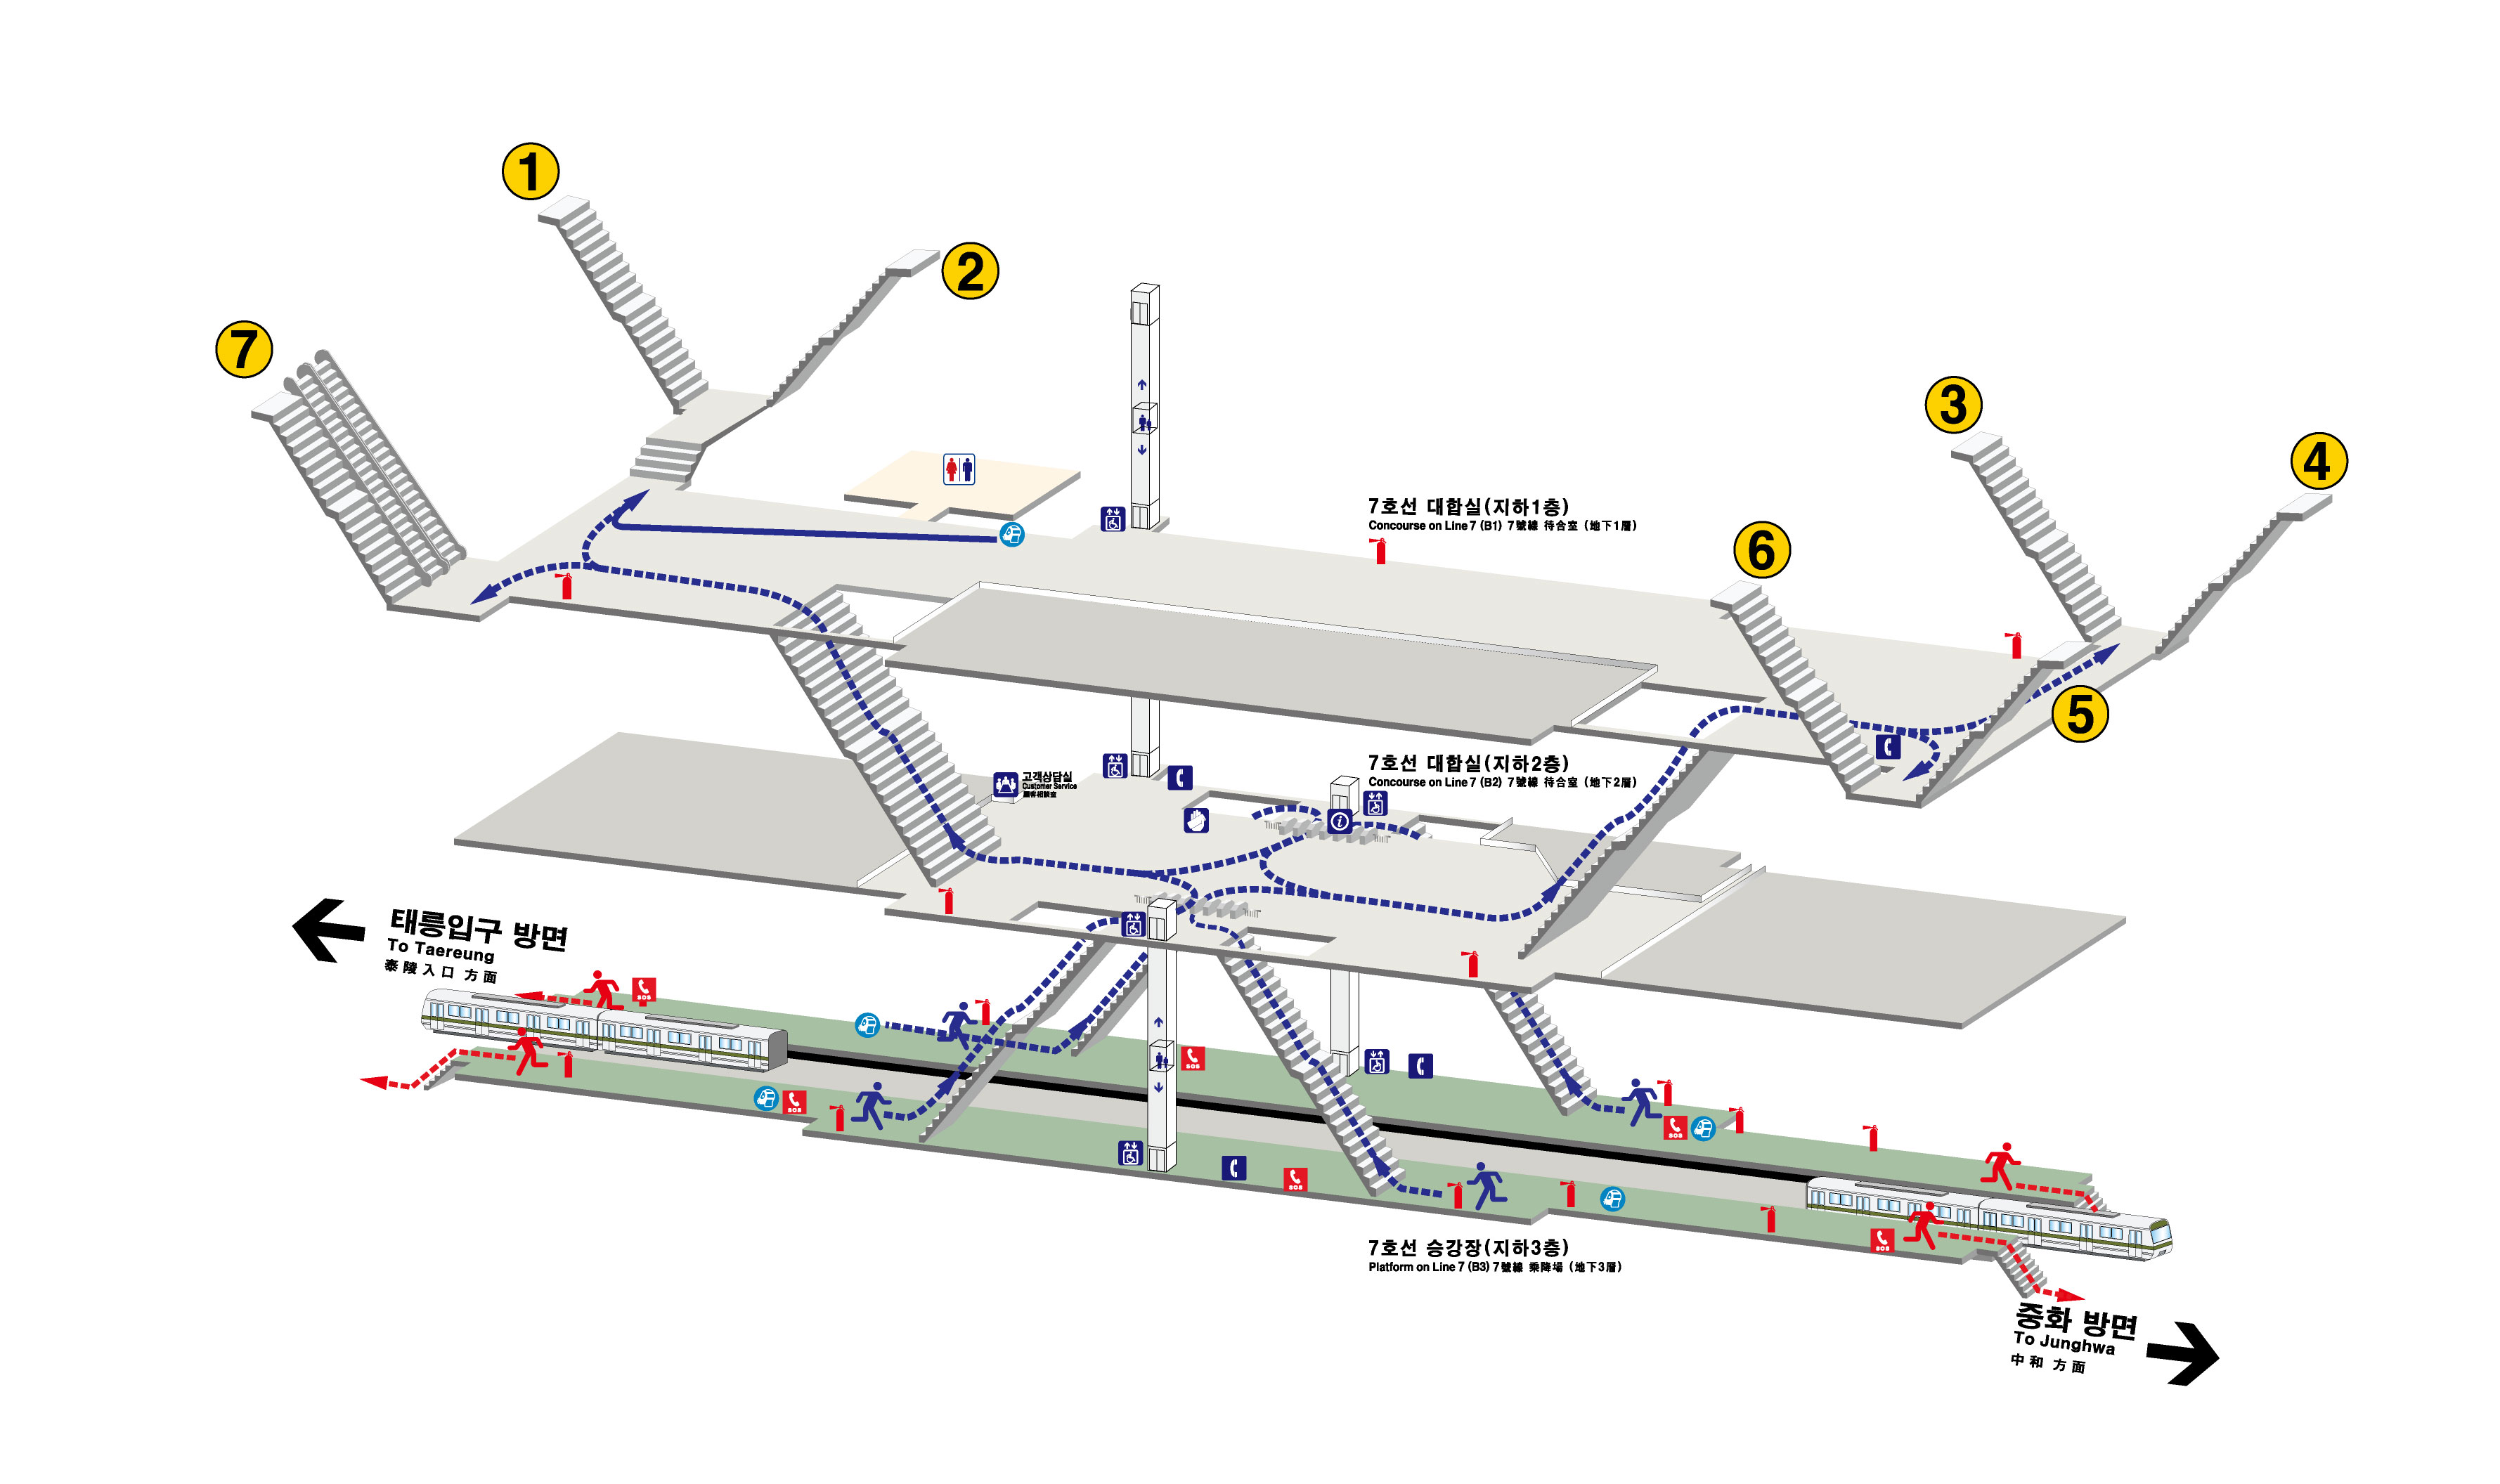 1
2
7
3
4
7호선 대합실(지하1층)
Concourse on Line 7 (B1) 7號線 待合室 (地下1層)
6
5
7호선 대합실(지하2층)
Concourse on Line 7 (B2) 7號線 待合室 (地下2層)
고객상담실
Customer Service
顧客相談室
태릉입구 방면
To Taereung
泰陵入口 方面
SOS
SOS
SOS
SOS
SOS
SOS
7호선 승강장(지하3층)
Platform on Line 7 (B3) 7號線 乘降場 (地下3層)
중화 방면
To Junghwa
中和 方面